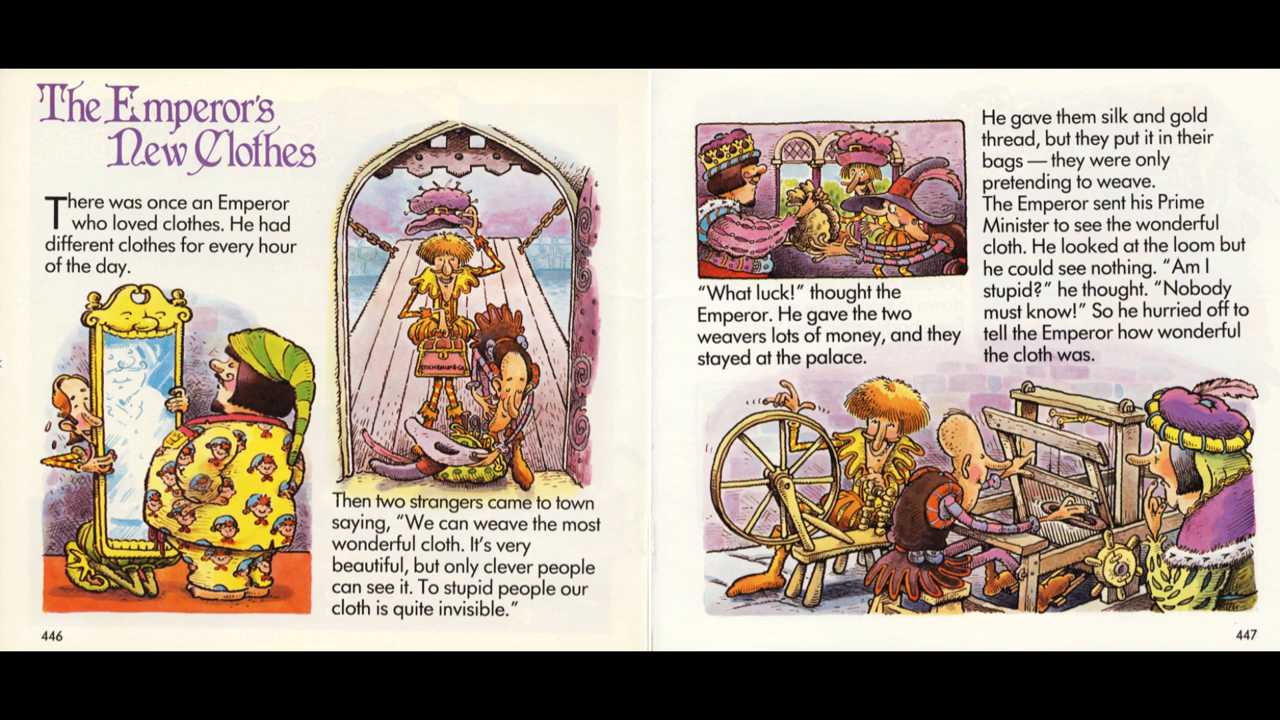 The Emperor's
New Clothes
There was once an Emperor
who loved clothes. He had
different clothes for every hour
of the day.
Then two strangers came to town
saying, “We can weave the most
wonderful cloth. It's very
beautiful, but only clever people
can see it. To stupid people our
cloth is quite invisible.”
446
“What luck!” thought the
Emperor. He gave the two
weavers lots of money, and they
stayed at the palace.
He gave them silk and gold
thread, but they put it in their
bags — they were only
pretending to weave.
The Emperor sent his Prime
Minister to see the wonderful
cloth. He looked at the loom but
he could see nothing. “Am I
stupid?” he thought. “Nobody
must know!” So he hurried off to
tell the Emperor how wonderful
the cloth was.
447